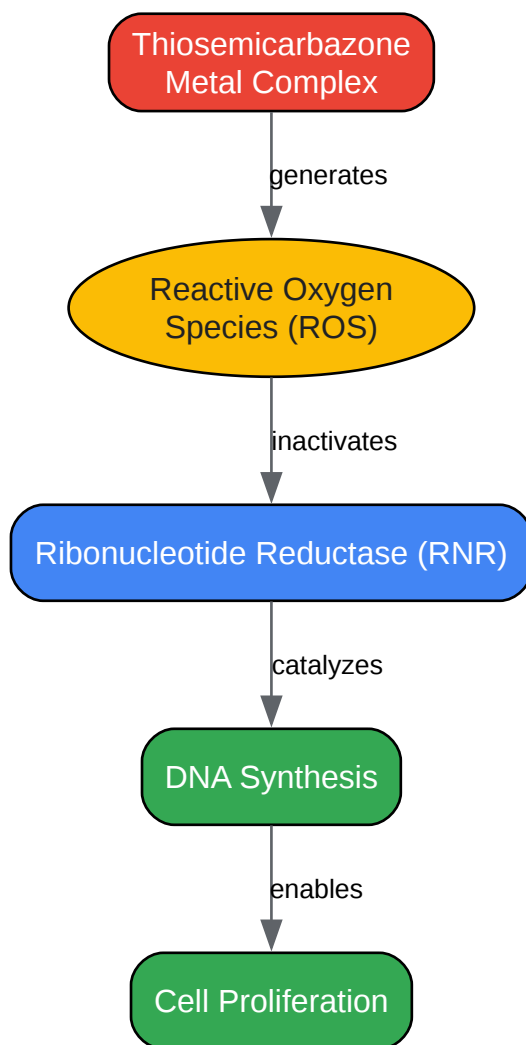 Thiosemicarbazone
Metal Complex
generates
Reactive Oxygen
Species (ROS)
inactivates
Ribonucleotide Reductase (RNR)
catalyzes
DNA Synthesis
enables
Cell Proliferation